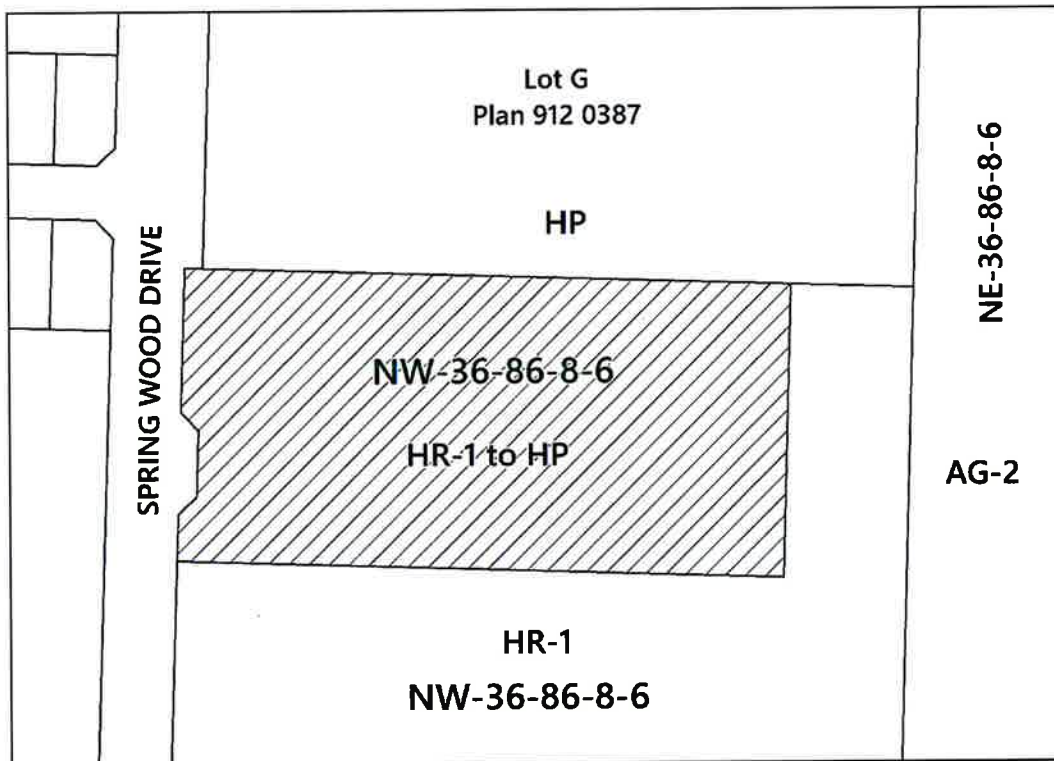 Lot G
Plan 912 0387
HP
NE-36-86-8-6
SPRING WOOD DRIVE
NW-36-86-8-6
HR-1 to HP
AG-2
HR-1
NW-36-86-8-6